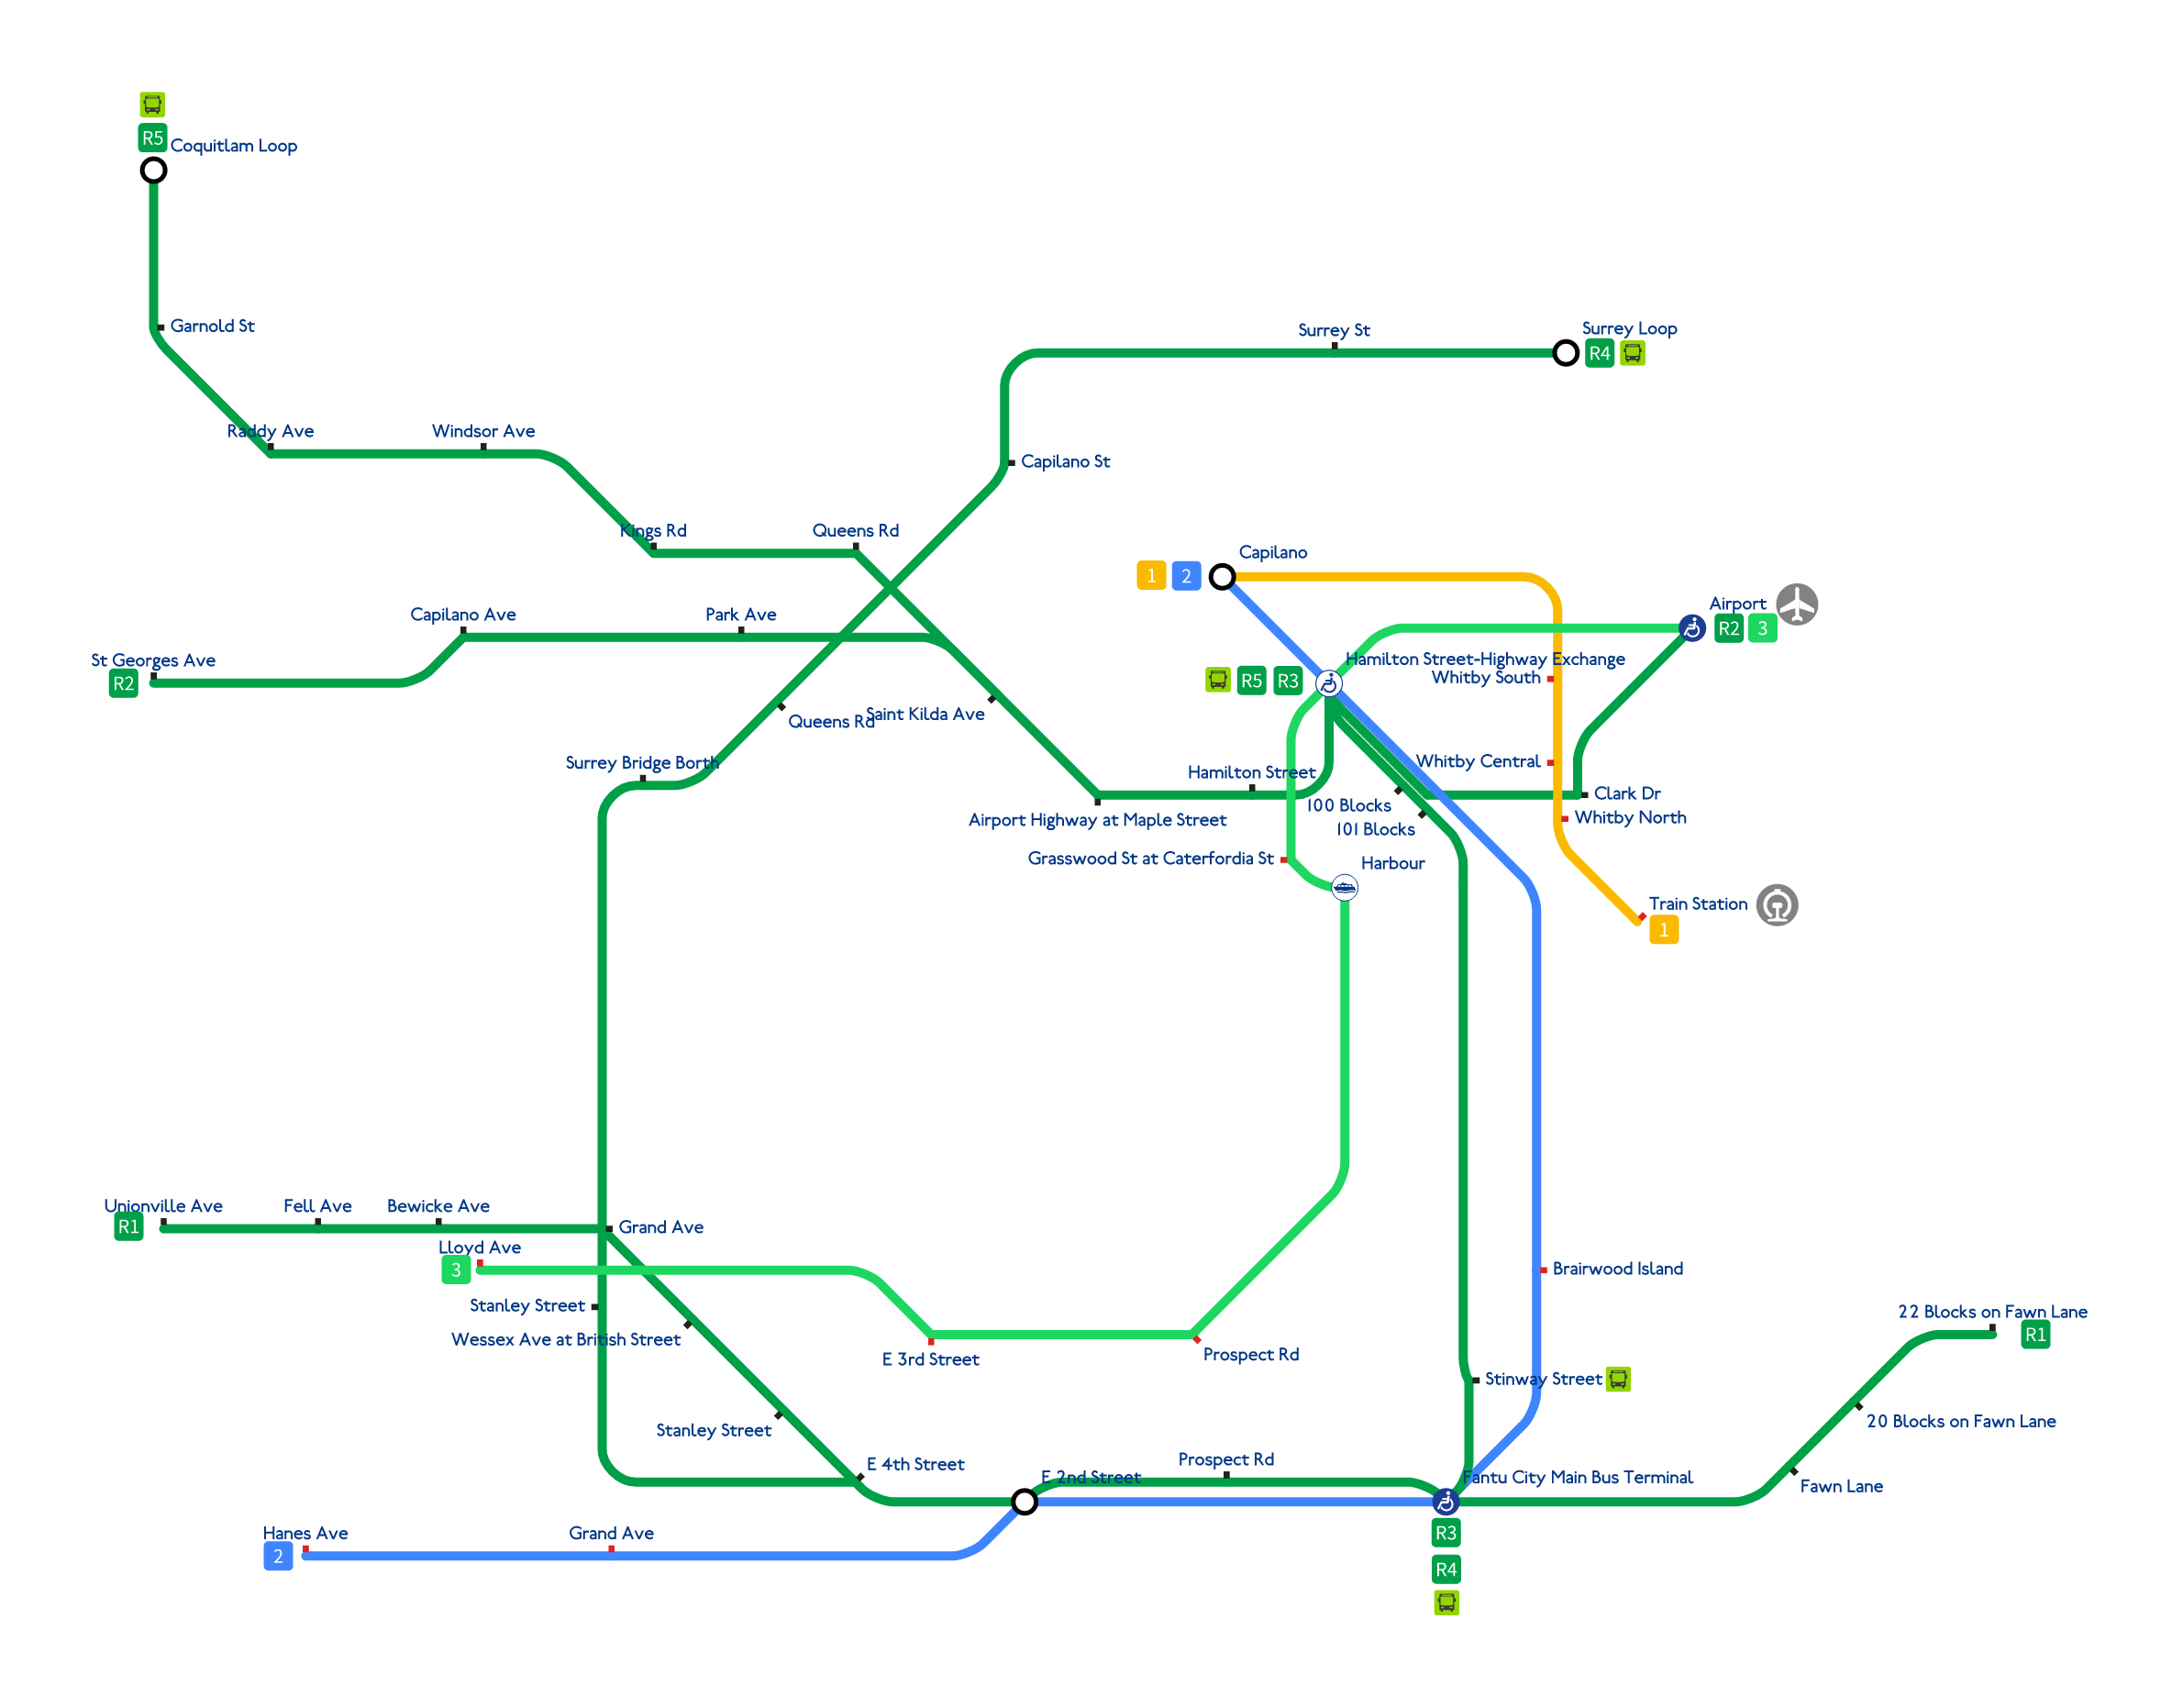 R5
Coquitlam Loop
Garnold St
Surrey St
Surrey Loop
R4
Raddy Ave
Windsor Ave
Capilano St
Kings Rd
Queens Rd
Capilano
1
2
Airport
R2
3
Capilano Ave
Park Ave
St Georges Ave
R2
Hamilton Street-Highway Exchange
R5
R3
Whitby South
Saint Kilda Ave
Queens Rd
Surrey Bridge Borth
Whitby Central
Hamilton Street
Clark Dr
100 Blocks
Airport Highway at Maple Street
Whitby North
101 Blocks
Grasswood St at Caterfordia St
Harbour
Train Station
1
Unionville Ave
R1
Fell Ave
Bewicke Ave
Grand Ave
Lloyd Ave
3
Brairwood Island
Stanley Street
22 Blocks on Fawn Lane
R1
Wessex Ave at British Street
E 3rd Street
Prospect Rd
Stinway Street
20 Blocks on Fawn Lane
Stanley Street
E 4th Street
Prospect Rd
E 2nd Street
Fantu City Main Bus Terminal
Fawn Lane
Hanes Ave
2
Grand Ave
R3
R4